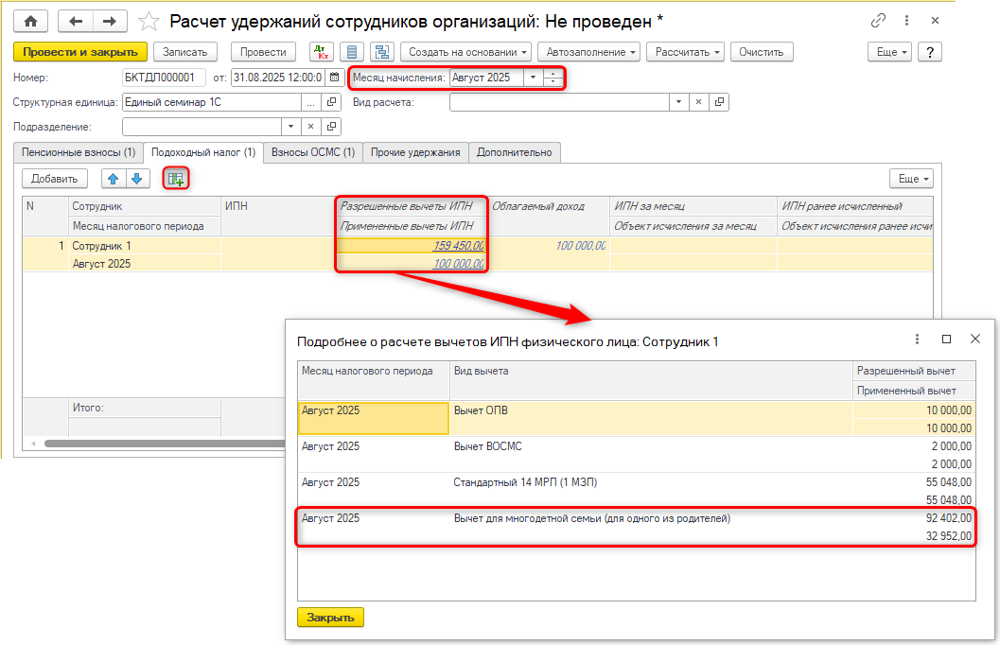 Расчет удержаний сотрудников организаций: Не проведен *
Провести и закрыть Записать Провести Дт Кт Создать на основании Автозаполнение Рассчитать Очистить Еще ?
Номер: БКТДЛ000001 от: 31.08.2025 12:00:0 Месяц начисления: Август 2025
Структурная единица: Единый семинар 1С ... Вид расчета:
Подразделение:
Пенсионные взносы (1) Подоходный налог (1) Взносы ОСМС (1) Прочие удержания Дополнительно
Добавить Еще
N Сотрудник ИПН Разрешенные вычеты ИПН Облагаемый доход ИПН за месяц ИПН ранее исчисленный
Месяц налогового периода Примененные вычеты ИПН Объект исчисления за месяц Объект исчисления ранее исчи
1 Сотрудник 1 159 450,00 100 000,00
Август 2025 100 000,00
Итого:
Подробнее о расчете вычетов ИПН физического лица: Сотрудник 1
Месяц налогового периода Вид вычета Разрешенный вычет
Примененный вычет
Август 2025 Вычет ОПВ 10 000,00
10 000,00
Август 2025 Вычет ВОСМС 2 000,00
2 000,00
Август 2025 Стандартный 14 МРП (1 МЗП) 55 048,00
55 048,00
Август 2025 Вычет для многодетной семьи (для одного из родителей) 92 402,00
32 952,00
Закрыть